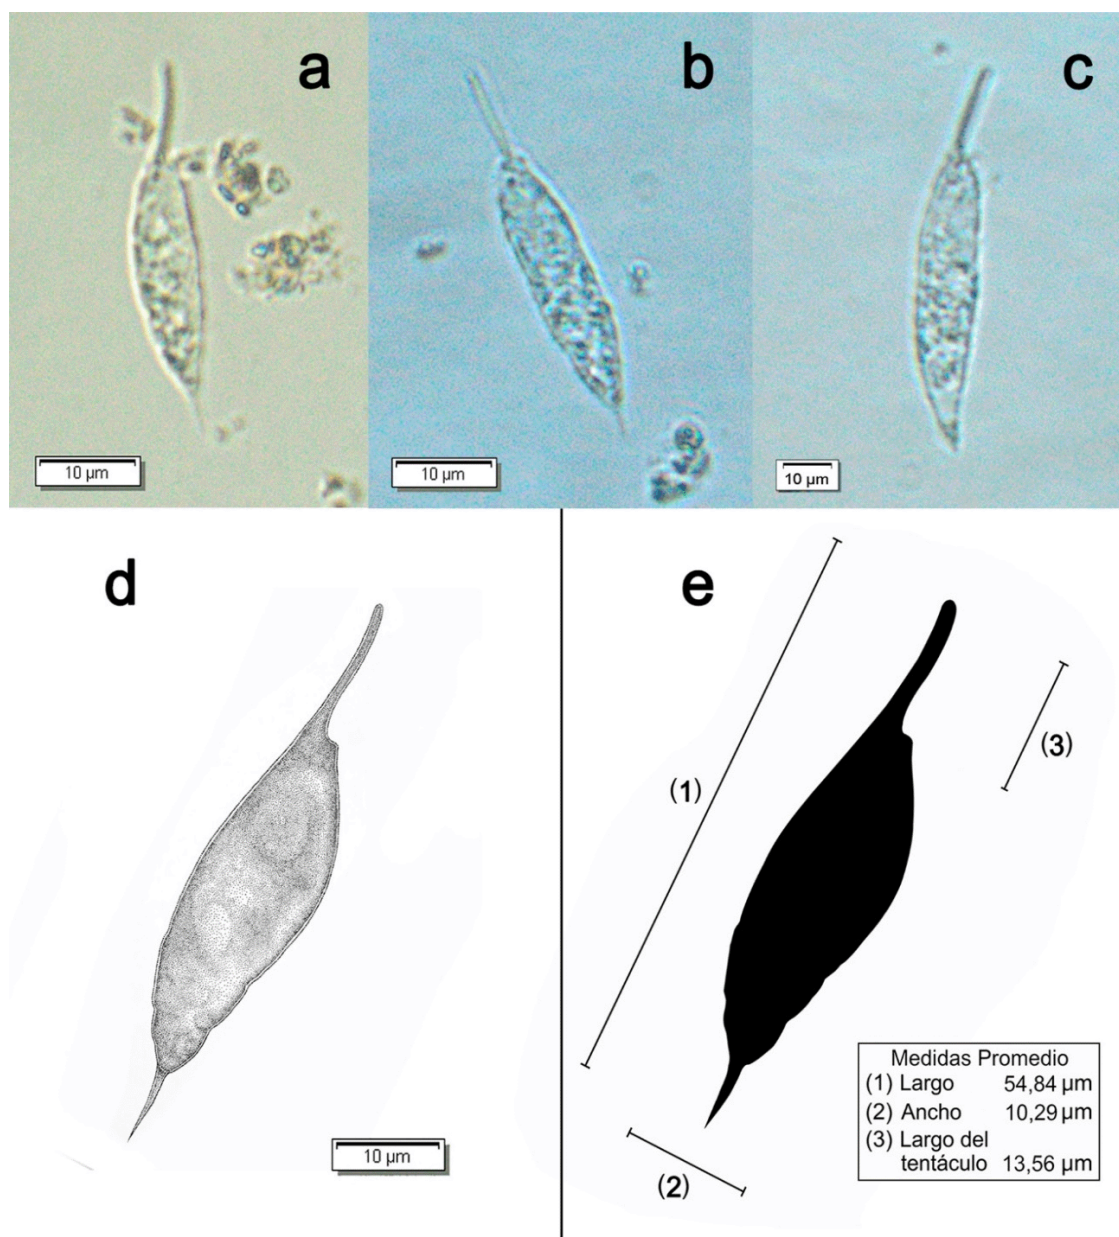 a
b
c
10 µm
10 µm
10 µm
d
e
(1)
(3)
10 µm
(2)
Medidas Promedio
(1) Largo 54,84 µm
(2) Ancho 10,29 µm
(3) Largo del
tentáculo 13,56 µm